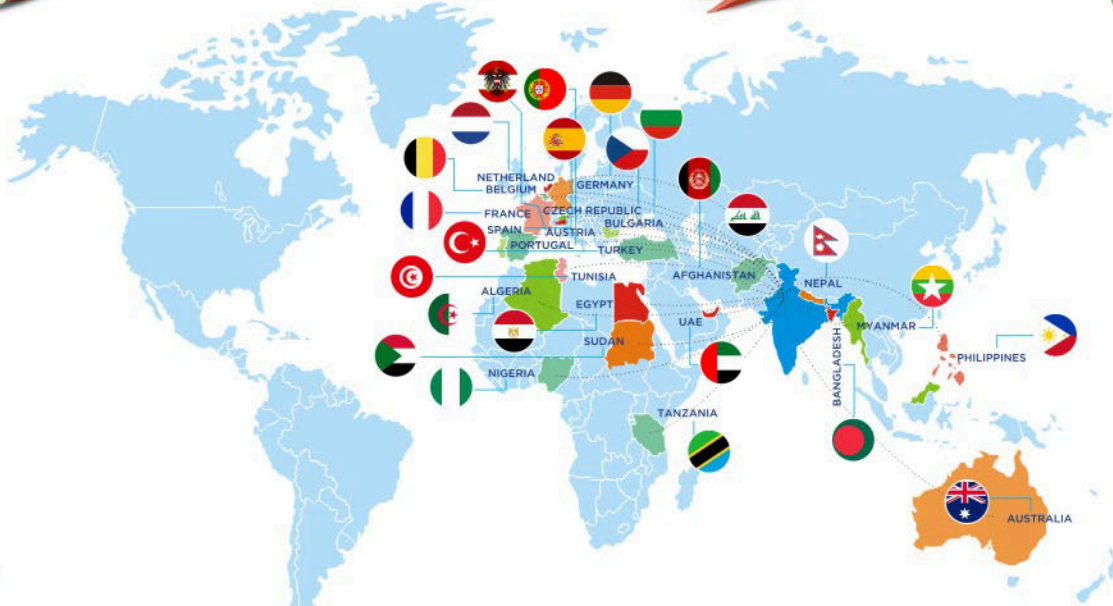 NETHERLAND
BELGIUM
GERMANY
FRANCE
CZECH REPUBLIC
SPAIN
AUSTRIA
BULGARIA
PORTUGAL
TURKEY
TUNISIA
AFGHANISTAN
NEPAL
ALGERIA
EGYPT
UAE
MYANMAR
SUDAN
PHILIPPINES
NIGERIA
BANGLADESH
TANZANIA
AUSTRALIA